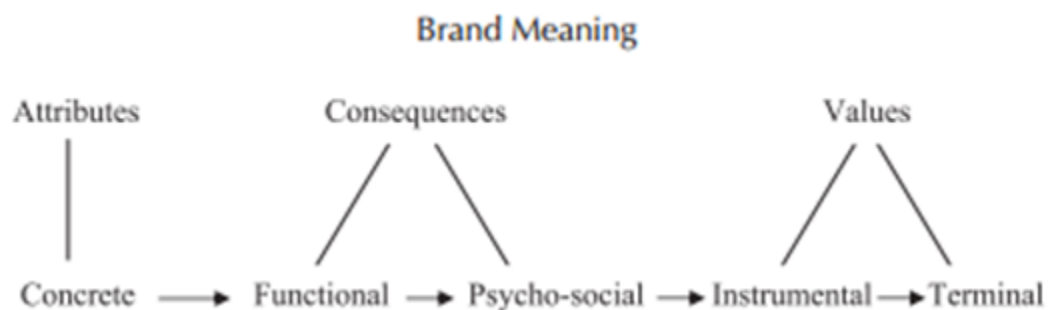 Brand Meaning
Attributes Consequences Values
Concrete Functional Psycho-social Instrumental Terminal